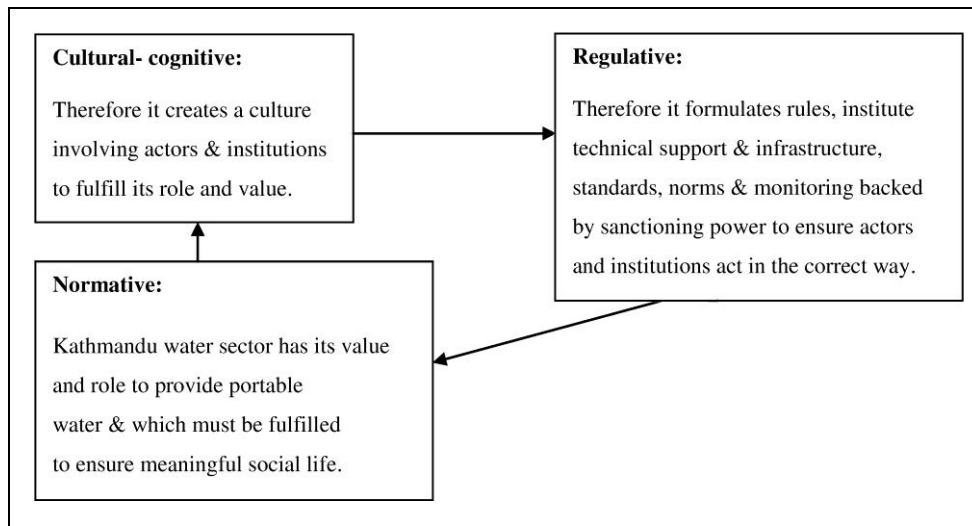 Cultural- cognitive:
Therefore it creates a culture
involving actors & institutions
to fulfill its role and value.
Regulative:
Therefore it formulates rules, institute
technical support & infrastructure,
standards, norms & monitoring backed
by sanctioning power to ensure actors
and institutions act in the correct way.
Normative:
Kathmandu water sector has its value
and role to provide portable
water & which must be fulfilled
to ensure meaningful social life.